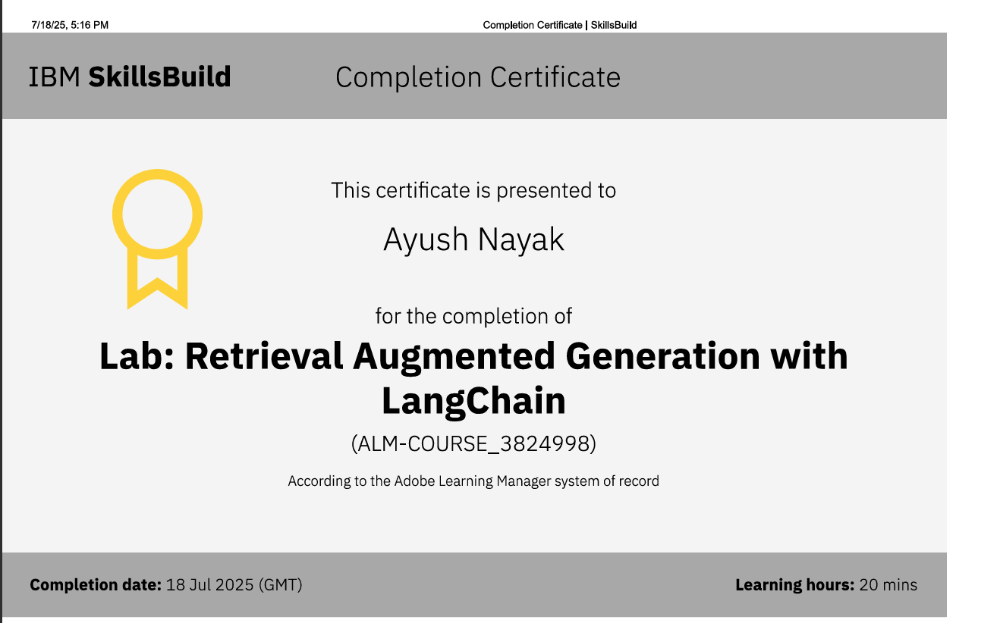 7/18/25, 5:16 PM
Completion Certificate | SkillsBuild
IBM SkillsBuild
Completion Certificate
This certificate is presented to
Ayush Nayak
for the completion of
Lab: Retrieval Augmented Generation with
LangChain
(ALM-COURSE_3824998)
According to the Adobe Learning Manager system of record
Completion date: 18 Jul 2025 (GMT)
Learning hours: 20 mins